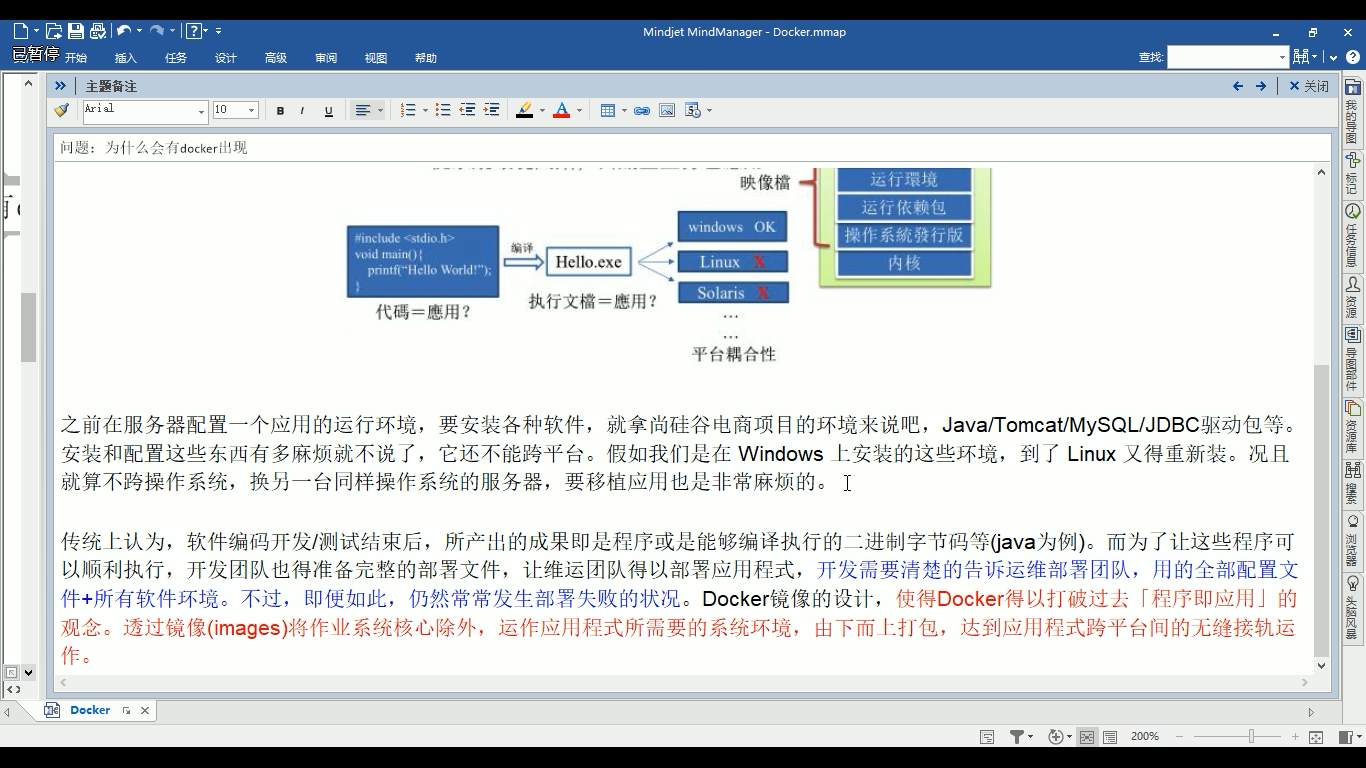 Mindjet MindManager - Docker.mmap
已暂停
开始 插入 任务 设计 高级 审阅 视图 帮助
查找:
主题备注
关闭
Arial 10 B I U A
问题: 为什么会有docker出现
映像檔
运行環境
运行依赖包
操作系統發行版
内核
#include <stdio.h>
void main(){
printf("Hello World!");
}
代碼＝應用?
编译
Hello.exe
执行文檔＝應用?
windows OK
Linux X
Solaris X
…
…
平台耦合性
之前在服务器配置一个应用的运行环境，要安装各种软件，就拿尚硅谷电商项目的环境来说吧，Java/Tomcat/MySQL/JDBC驱动包等。
安装和配置这些东西有多麻烦就不说了，它还不能跨平台。假如我们是在 Windows 上安装的这些环境，到了 Linux 又得重新装。况且
就算不跨操作系统，换另一台同样操作系统的服务器，要移植应用也是非常麻烦的。
传统上认为，软件编码开发/测试结束后，所产出的成果即是程序或是能够编译执行的二进制字节码等(java为例)。而为了让这些程序可
以顺利执行，开发团队也得准备完整的部署文件，让维运团队得以部署应用程式，开发需要清楚的告诉运维部署团队，用的全部配置文
件+所有软件环境。不过，即便如此，仍然常常发生部署失败的状况。Docker镜像的设计，使得Docker得以打破过去「程序即应用」的
观念。透过镜像(images)将作业系统核心除外，运作应用程式所需要的系统环境，由下而上打包，达到应用程式跨平台间的无缝接轨运
作。
我的导图
标记
任务信息
资源
导图部件
资源库
搜索
浏览器
头脑风暴
Docker
200%